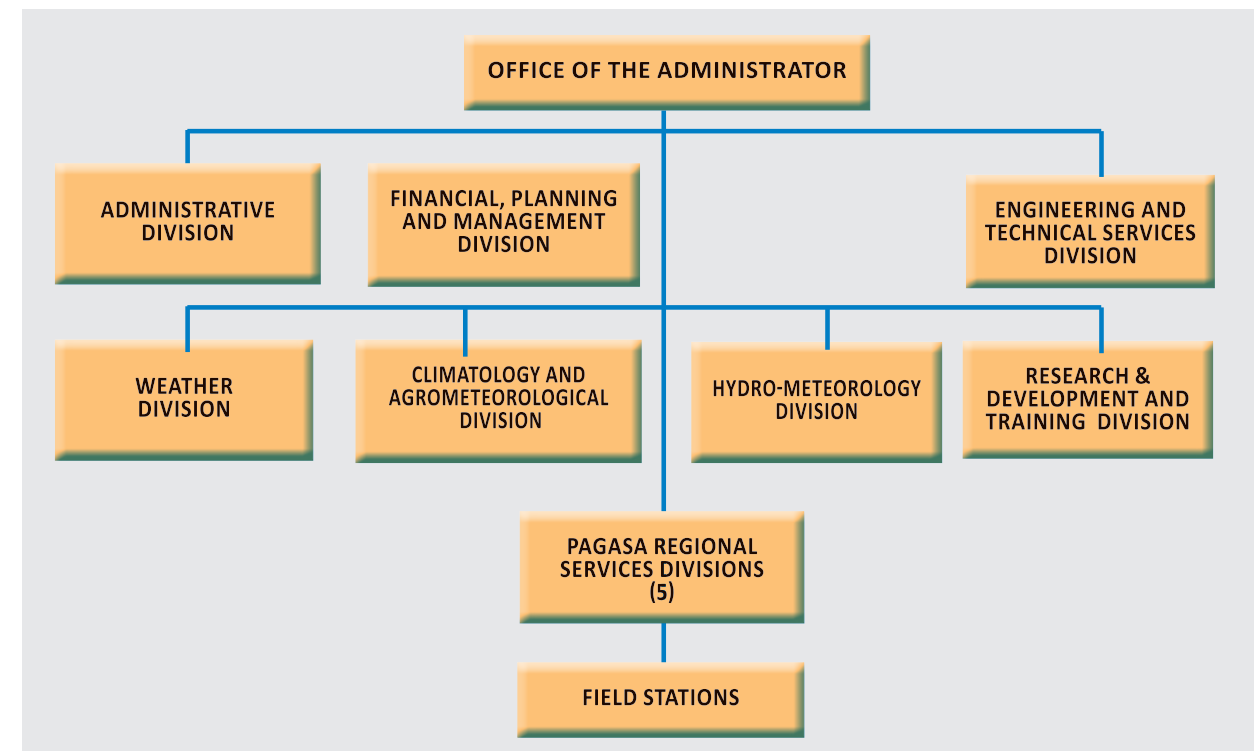 OFFICE OF THE ADMINISTRATOR
ADMINISTRATIVE
DIVISION
FINANCIAL, PLANNING
AND MANAGEMENT
DIVISION
ENGINEERING AND
TECHNICAL SERVICES
DIVISION
WEATHER
DIVISION
CLIMATOLOGY AND
AGROMETEOROLOGICAL
DIVISION
HYDRO-METEOROLOGY
DIVISION
RESEARCH &
DEVELOPMENT AND
TRAINING DIVISION
PAGASA REGIONAL
SERVICES DIVISIONS
(5)
FIELD STATIONS